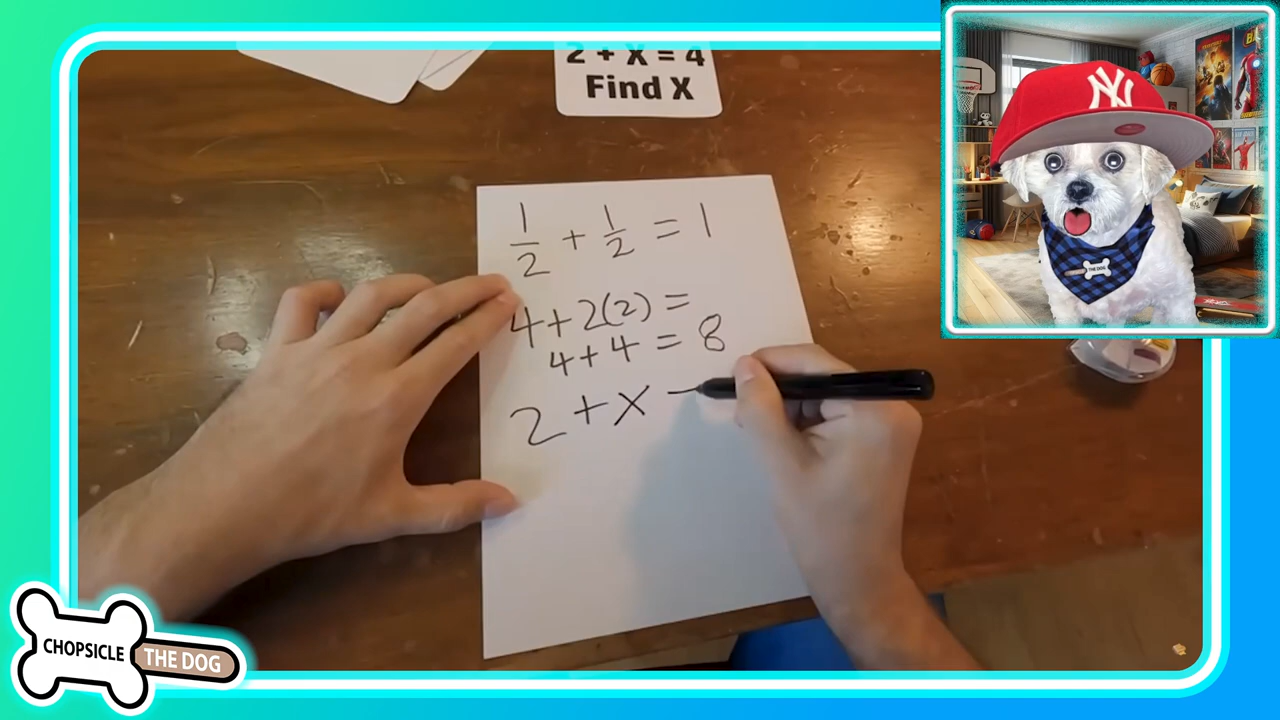 2 + X = 4
Find X
1/2 + 1/2 = 1
4+2(2) =
4+4 = 8
2 +x –
NY
THE DOG
CHOPSICLE THE DOG